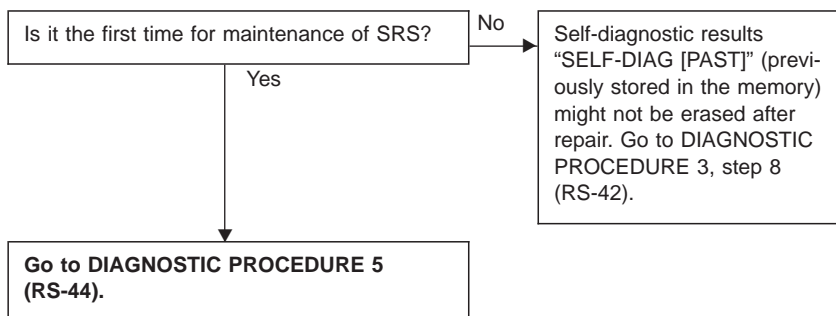 Is it the first time for maintenance of SRS?
No
Self-diagnostic results
“SELF-DIAG [PAST]” (previ-
ously stored in the memory)
might not be erased after
repair. Go to DIAGNOSTIC
PROCEDURE 3, step 8
(RS-42).
Yes
Go to DIAGNOSTIC PROCEDURE 5
(RS-44).